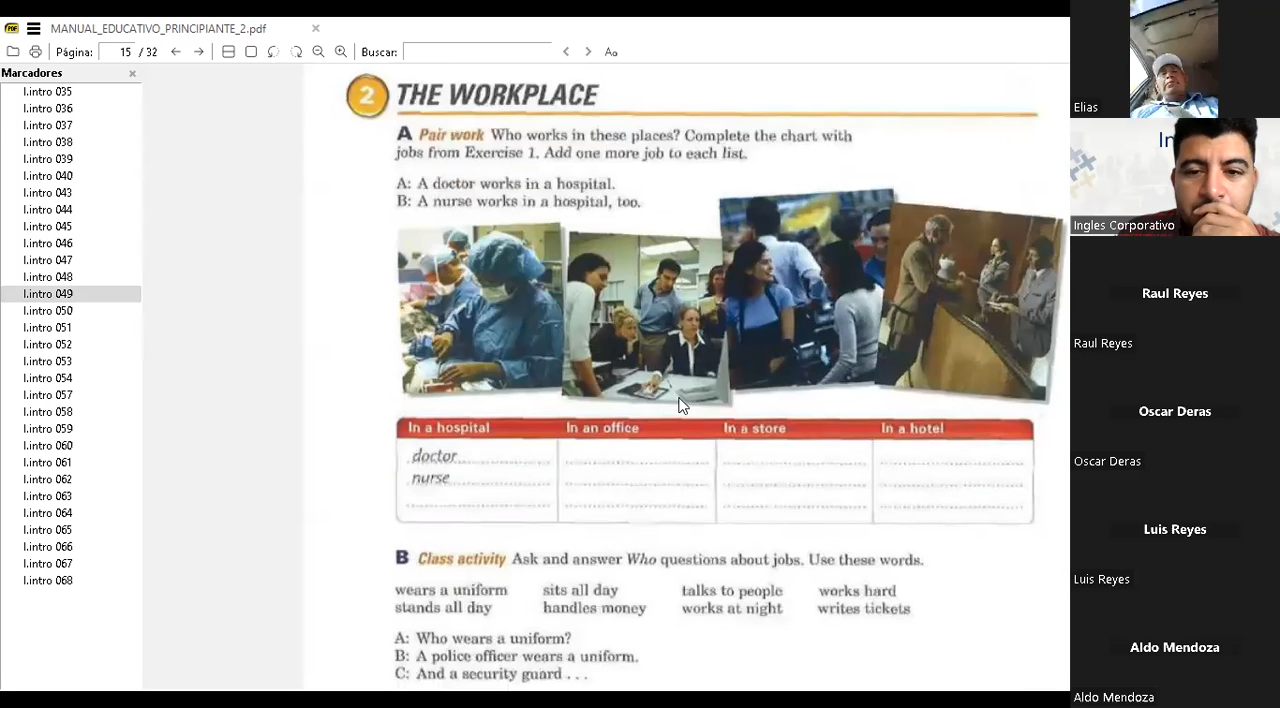 MANUAL_EDUCATIVO_PRINCIPIANTE_2.pdf
Página: 15 / 32
Buscar:
Marcadores
I.intro 035
I.intro 036
I.intro 037
I.intro 038
I.intro 039
I.intro 040
I.intro 043
I.intro 044
I.intro 045
I.intro 046
I.intro 047
I.intro 048
I.intro 049
I.intro 050
I.intro 051
I.intro 052
I.intro 053
I.intro 054
I.intro 057
I.intro 058
I.intro 059
I.intro 060
I.intro 061
I.intro 062
I.intro 063
I.intro 064
I.intro 065
I.intro 066
I.intro 067
I.intro 068
2 THE WORKPLACE
A Pair work Who works in these places? Complete the chart with
jobs from Exercise 1. Add one more job to each list.
A: A doctor works in a hospital.
B: A nurse works in a hospital, too.
In a hospital In an office In a store In a hotel
doctor
nurse
B Class activity Ask and answer Who questions about jobs. Use these words.
wears a uniform sits all day talks to people works hard
stands all day handles money works at night writes tickets
A: Who wears a uniform?
B: A police officer wears a uniform.
C: And a security guard . . .
Elias
In
Ingles Corporativo
Raul Reyes
Raul Reyes
Oscar Deras
Oscar Deras
Luis Reyes
Luis Reyes
Aldo Mendoza
Aldo Mendoza